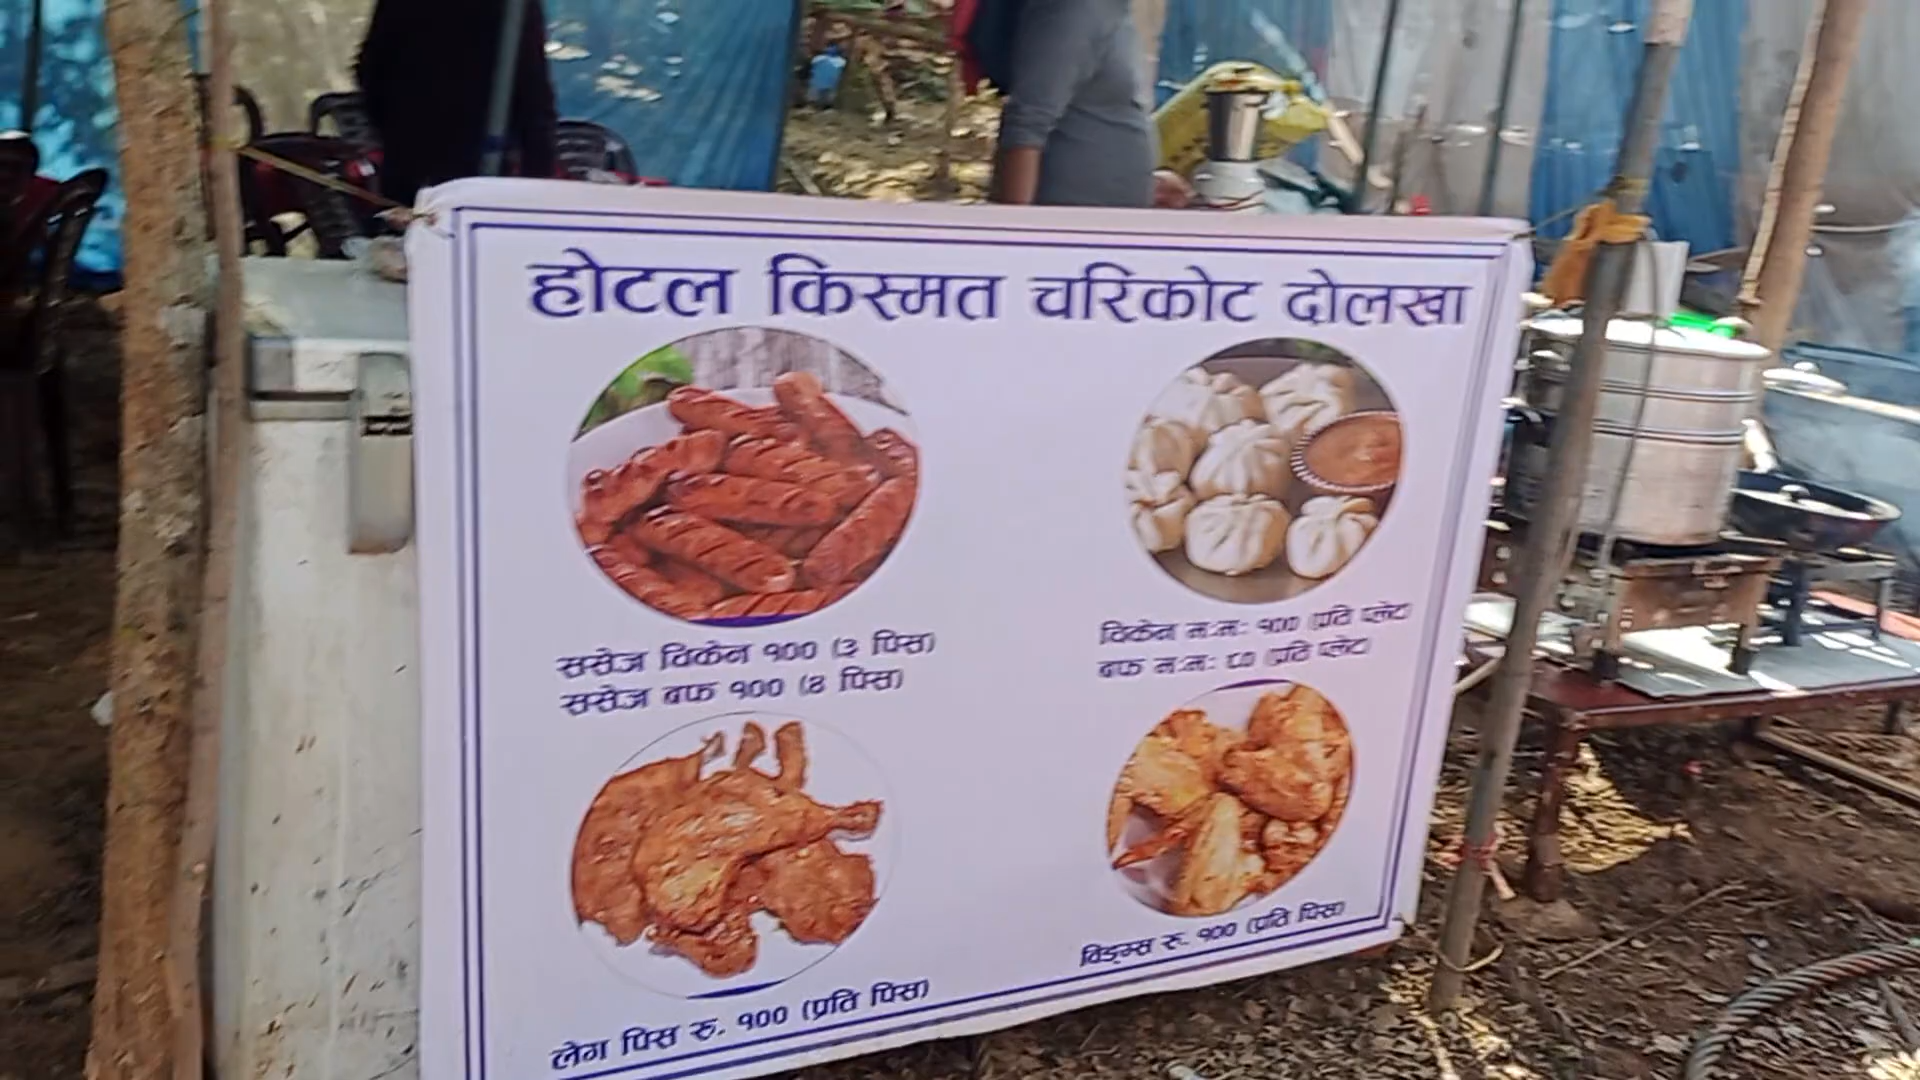 होटल किस्मत चरिकोट दोलखा
ससेज चिकेन १०० (३ पिस)
ससेज बफ १०० (४ पिस)
चिकेन म:म: १०० (प्रति प्लेट)
बफ म:म: ८० (प्रति प्लेट)
लेग पिस रु. १०० (प्रति पिस)
विङ्ग्स रु. १०० (प्रति पिस)